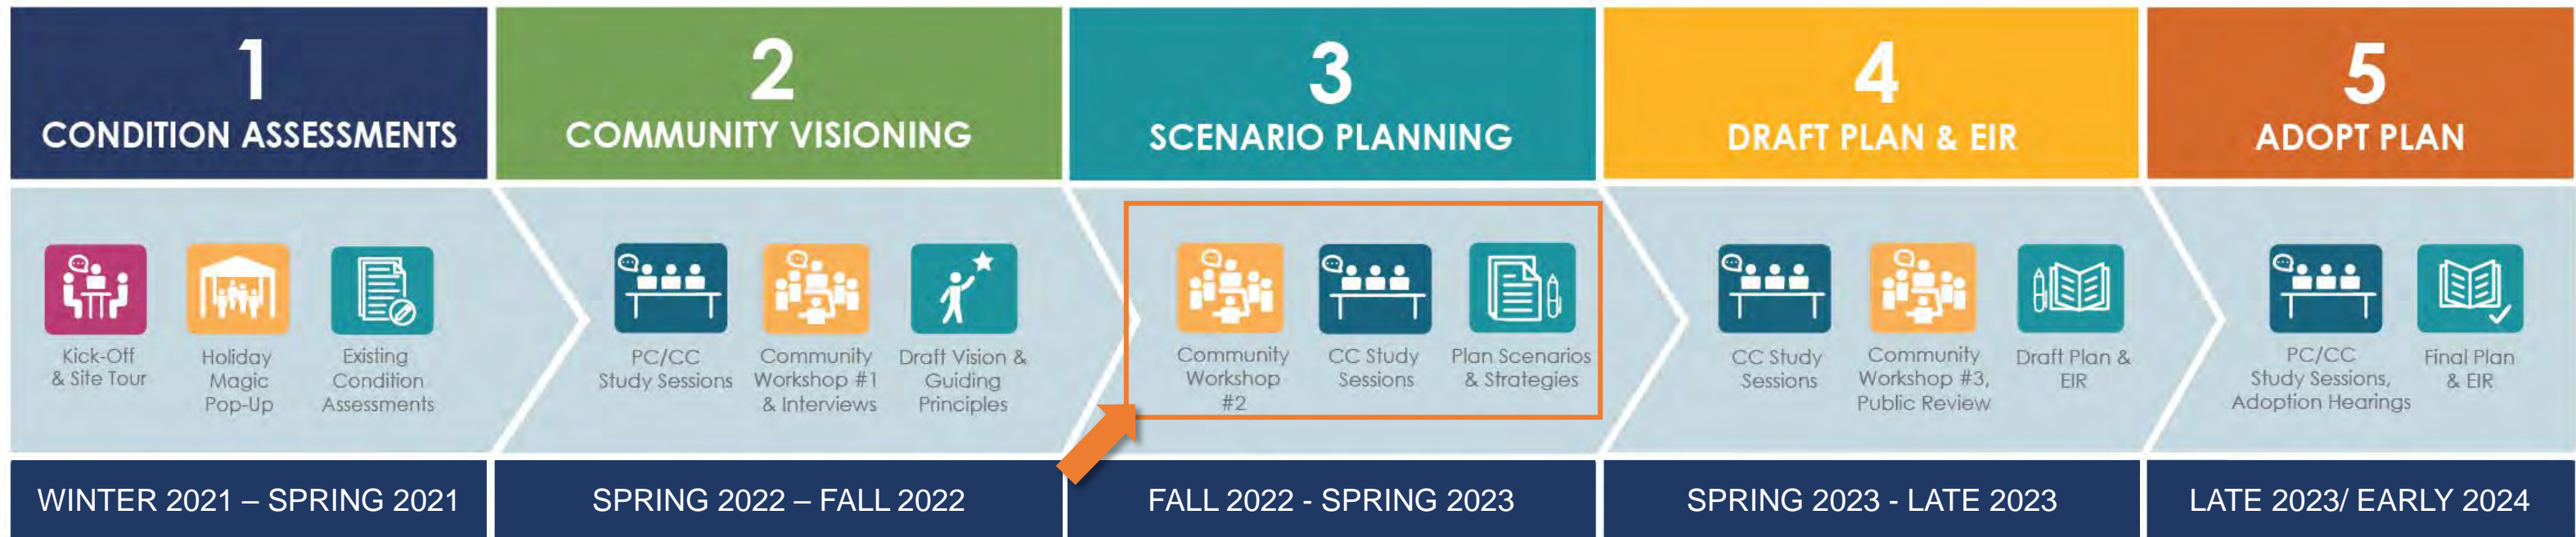 1
CONDITION ASSESSMENTS
2
COMMUNITY VISIONING
3
SCENARIO PLANNING
4
DRAFT PLAN & EIR
5
ADOPT PLAN
Kick-Off
& Site Tour
Holiday
Magic
Pop-Up
Existing
Condition
Assessments
PC/CC
Study Sessions
Community
Workshop #1
& Interviews
Draft Vision &
Guiding
Principles
Community
Workshop
#2
CC Study
Sessions
Plan Scenarios
& Strategies
CC Study
Sessions
Community
Workshop #3,
Public Review
Draft Plan &
EIR
PC/CC
Study Sessions,
Adoption Hearings
Final Plan
& EIR
WINTER 2021 – SPRING 2021
SPRING 2022 – FALL 2022
FALL 2022 - SPRING 2023
SPRING 2023 - LATE 2023
LATE 2023/ EARLY 2024